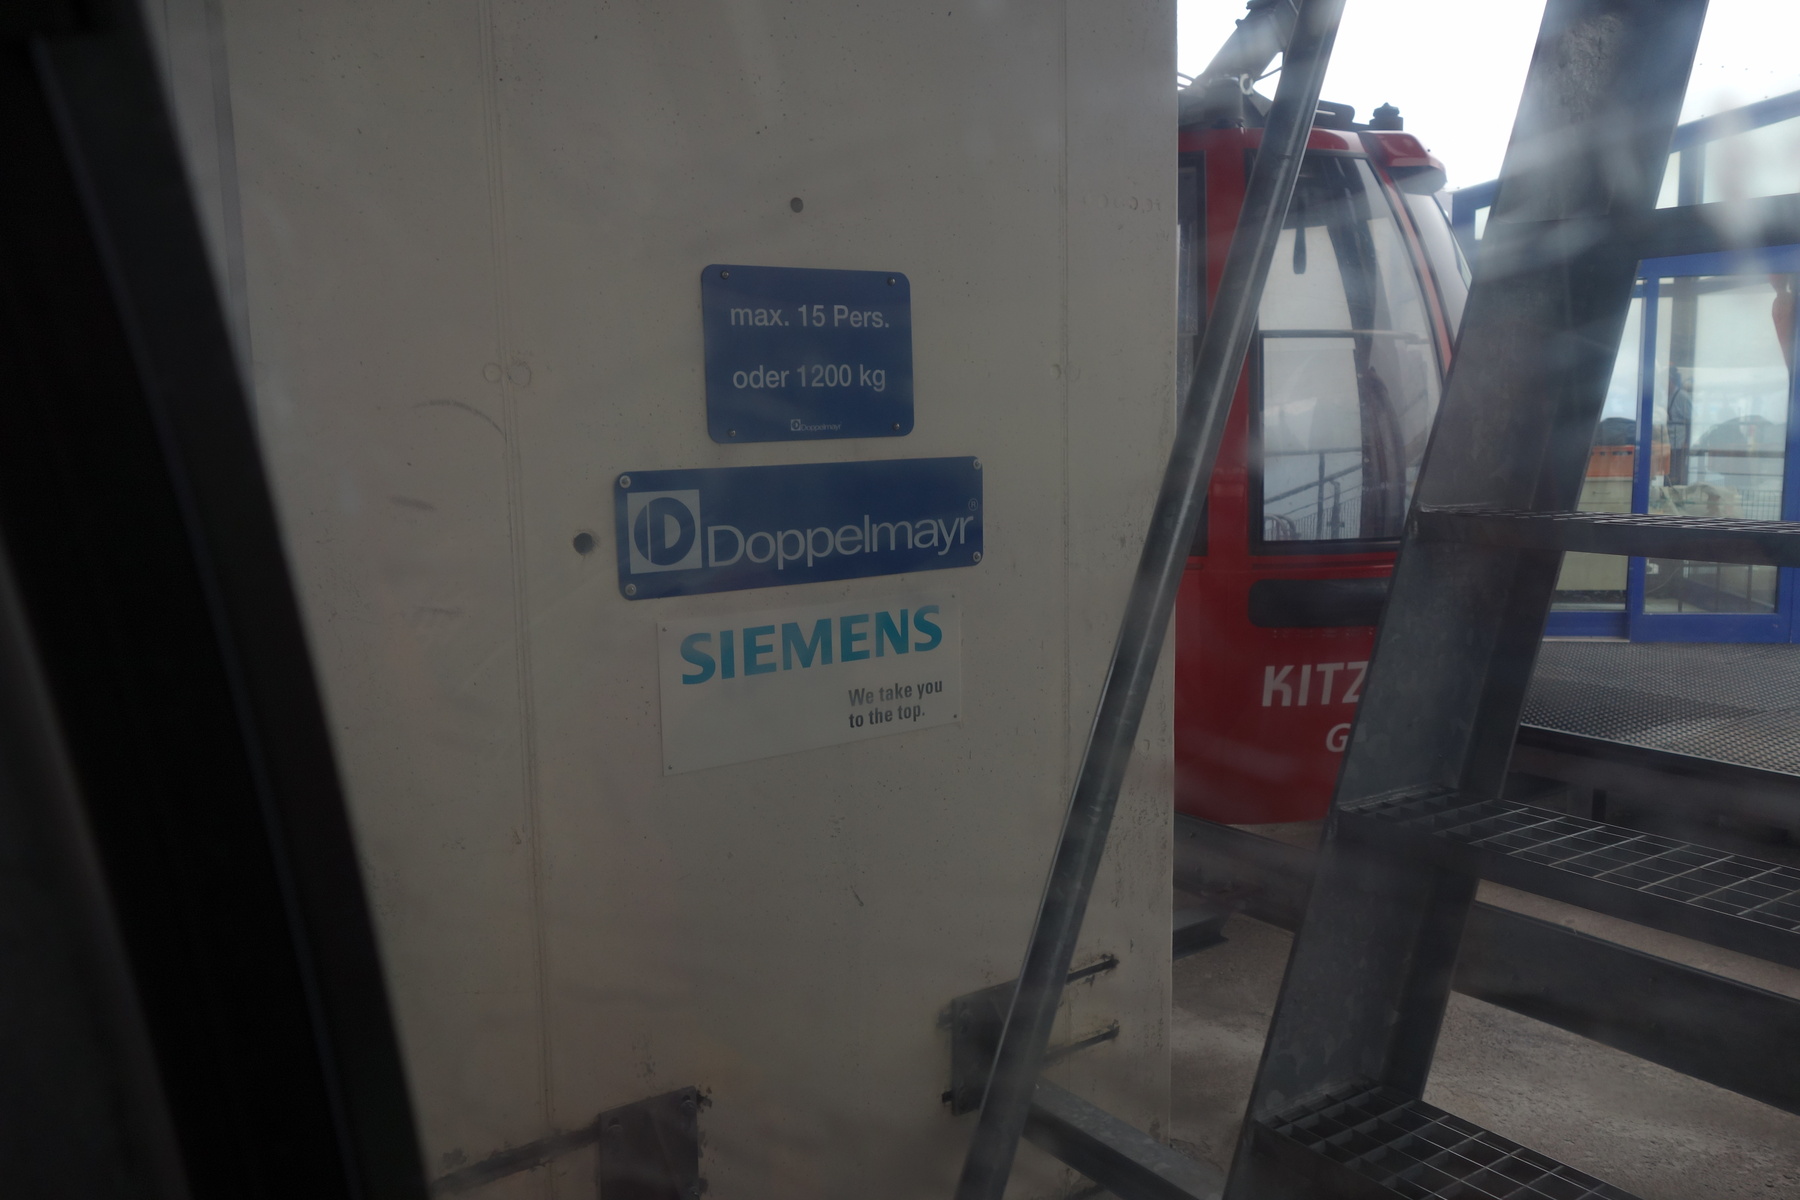 max. 15 Pers.
oder 1200 kg
Doppelmayr
Doppelmayr®
SIEMENS
We take you
to the top.
KITZ
G